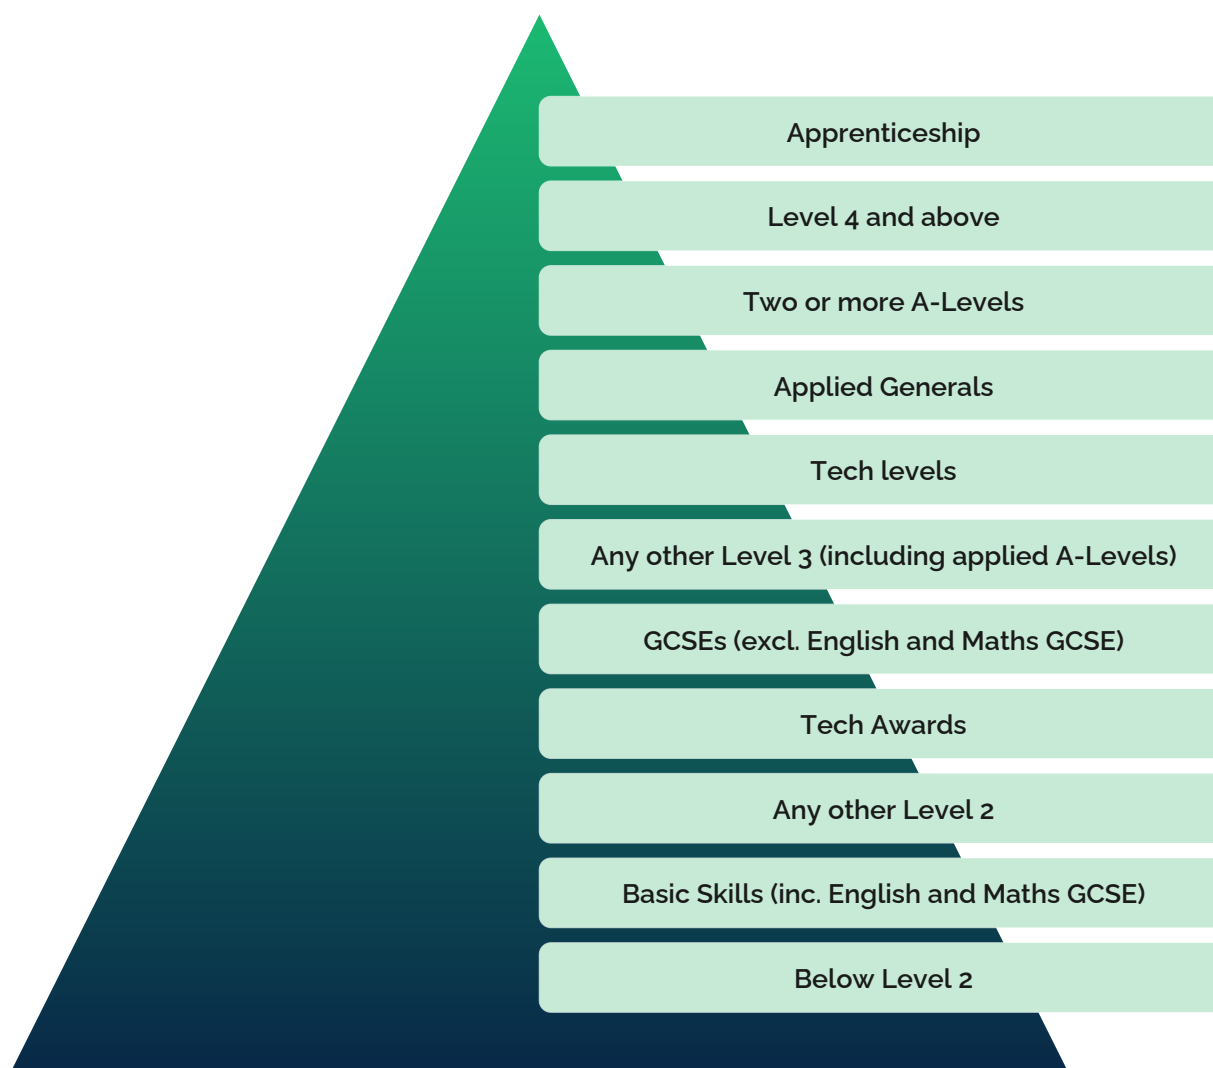 Apprenticeship
Level 4 and above
Two or more A-Levels
Applied Generals
Tech levels
Any other Level 3 (including applied A-Levels)
GCSEs (excl. English and Maths GCSE)
Tech Awards
Any other Level 2
Basic Skills (inc. English and Maths GCSE)
Below Level 2